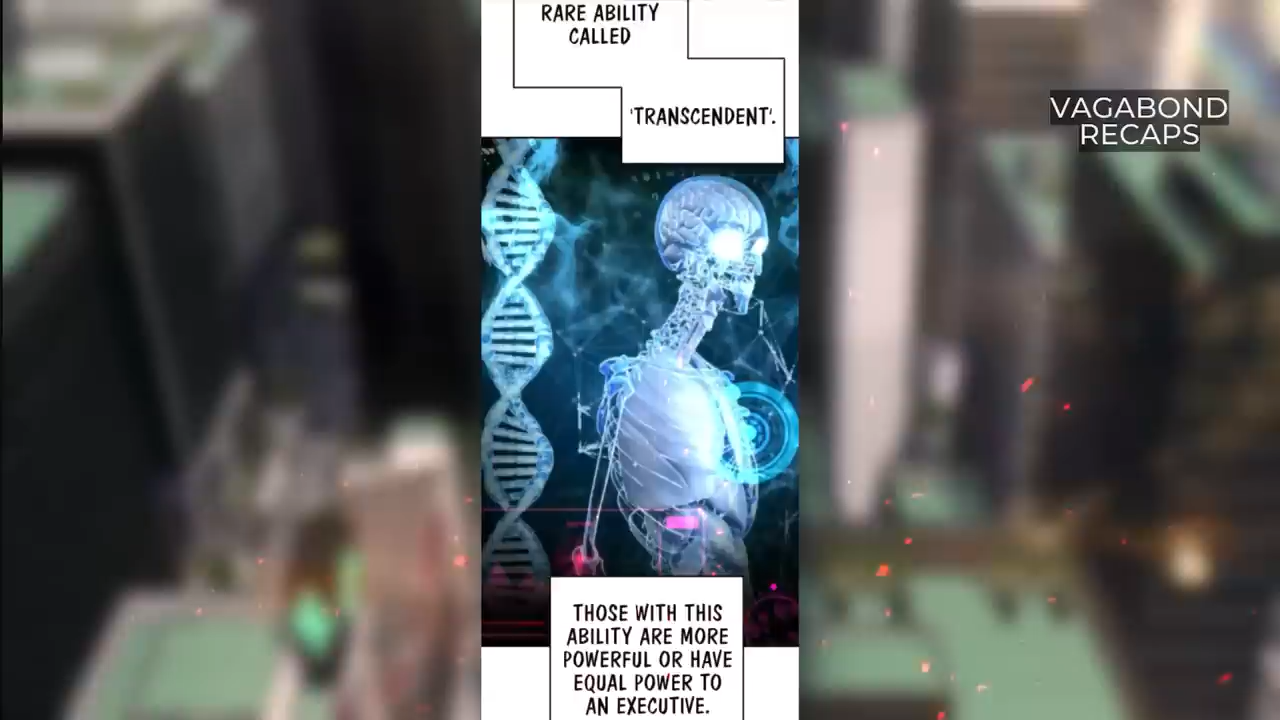 RARE ABILITY
CALLED
'TRANSCENDENT'.
VAGABOND
RECAPS
THOSE WITH THIS
ABILITY ARE MORE
POWERFUL OR HAVE
EQUAL POWER TO
AN EXECUTIVE.